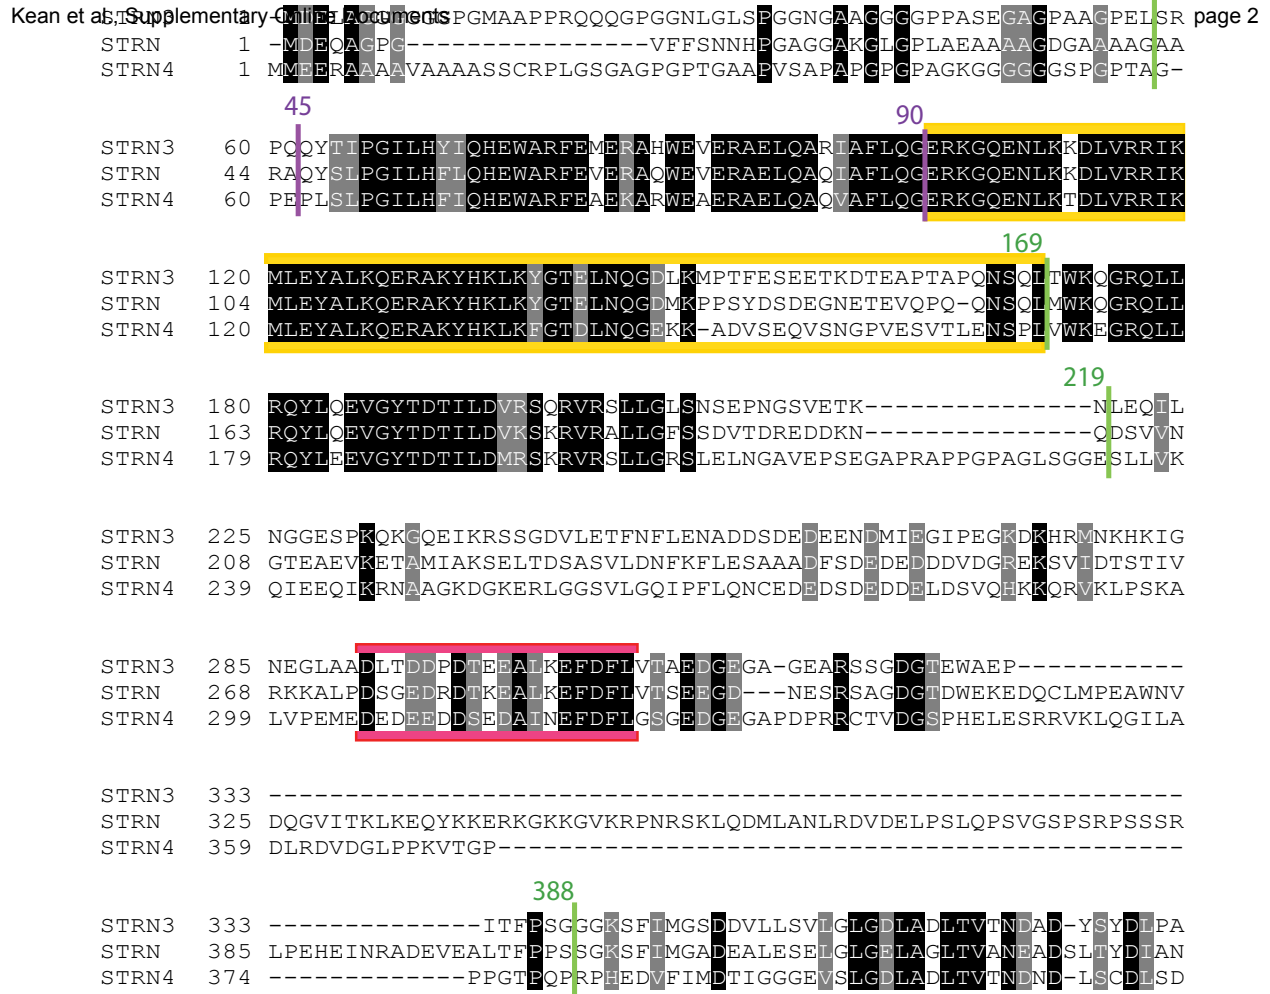 Kean et al., Supplementary Online Documents page 2
STRN3 1 -MDELAGGGGGGPGMAAPPRQQQGPGGNLGLSPGGNGAAGGGGPPASEGAGPAAGPELSR
STRN 1 -MDEQAGPG----------------VFFSNNHPGAGGAKGLGPLAEAAAAGDGAAAAGAA
STRN4 1 MMEERAAAAVAAAASSCRPLGSGAGPGPTGAAPVSAPAPGPGPAGKGGGGGGSPGPTAG-
45 90
STRN3 60 PQQYTIPGILHYIQHEWARFEMERAHWEVERAELQARIAFLQGERKGQENLKKDLVRRIK
STRN 44 RAQYSLPGILHFLQHEWARFEVERAQWEVERAELQAQIAFLQGERKGQENLKKDLVRRIK
STRN4 60 PEPLSLPGILHFIQHEWARFEAEKARWEAERAELQAQVAFLQGERKGQENLKTDLVRRIK
169
STRN3 120 MLEYALKQERAKYHKLKYGTELNQGDLKMPTFESEETKDTEAPTAPQNSQLTWKQGRQLL
STRN 104 MLEYALKQERAKYHKLKYGTELNQGDMKPPSYDSDEGNETEVQPQ-QNSQLMWKQGRQLL
STRN4 120 MLEYALKQERAKYHKLKFGTDLNQGEKK-ADVSEQVSNGPVESVTLENSPLVWKEGRQLL
219
STRN3 180 RQYLQEVGYTDTILDVRSQRVRSLLGLSNSEPNGSVETK---------------NLEQIL
STRN 163 RQYLQEVGYTDTILDVKSKRVRALLGFSSDVTDREDDKN---------------QDSVVN
STRN4 179 RQYLEEVGYTDTILDMRSKRVRSLLGRSLELNGAVEPSEGAPRAPPGPAGLSGGESLLVK
STRN3 225 NGGESPKQKGQEIKRSSGDVLETFNFLENADDSDEDEENDMIEGIPEGKDKHRMNKHKIG
STRN 208 GTEAEVKETAMIAKSELTDSASVLDNFKFLESAAADFSDEDEDDDVDGREKSVIDTSTIV
STRN4 239 QIEEQIKRNAAGKDGKERLGGSVLGQIPFLQNCEDEDSDEDDELDSVQHKKQRVKLPSKA
STRN3 285 NEGLAADLTDDPDTEEALKEFDFLVTAEDGEGA-GEARSSGDGTEWAEP-----------
STRN 268 RKKALPDSGEDRDTKEALKEFDFLVTSEEGD---NESRSAGDGTDWEKEDQCLMPEAWNV
STRN4 299 LVPEMEDEDEEDDSEDAINEFDFLGSGEDGEGAPDPRRCTVDGSPHELESRRVKLQGILA
STRN3 333 ------------------------------------------------------------
STRN 325 DQGVITKLKEQYKKERKGKKGVKRPNRSKLQDMLANLRDVDELPSLQPSVGSPSRPSSSR
STRN4 359 DLRDVDGLPPKVTGP---------------------------------------------
388
STRN3 333 --------------ITFPSGGGKSFIMGSDDVLLSVLGLGDLADLTVTNDAD-YSYDLPA
STRN 385 LPEHEINRADEVEALTFPPSSGKSFIMGADEALESELGLGELAGLTVANEADSLTYDIAN
STRN4 374 -------------PPGTPQPRPHEDVFIMDTIGGGEVSLGDLADLTVTNDND-LSCDLSD